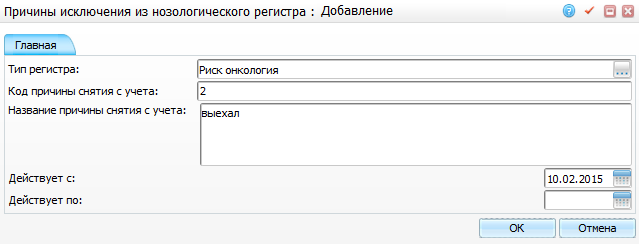 Причины исключения из нозологического регистра : Добавление
Главная
Тип регистра: Риск онкология ...
Код причины снятия с учета: 2
Название причины снятия с учета: выехал
Действует с: 10.02.2015
Действует по:
ОК Отмена